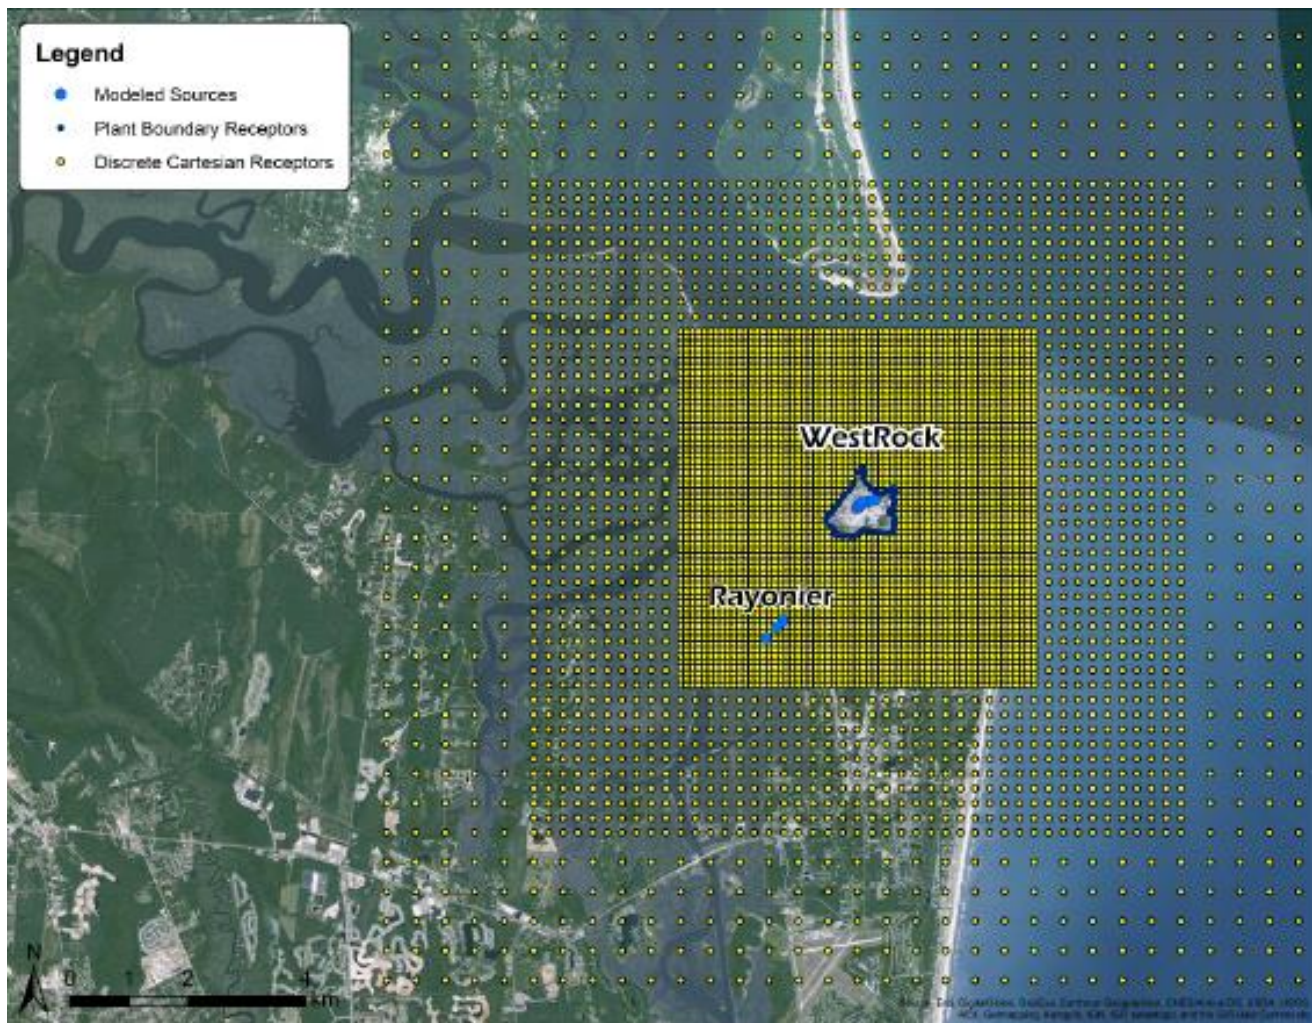 Legend
Modeled Sources
Plant Boundary Receptors
Discrete Cartesian Receptors
WestRock
Rayonier
N
0 1 2 4
km